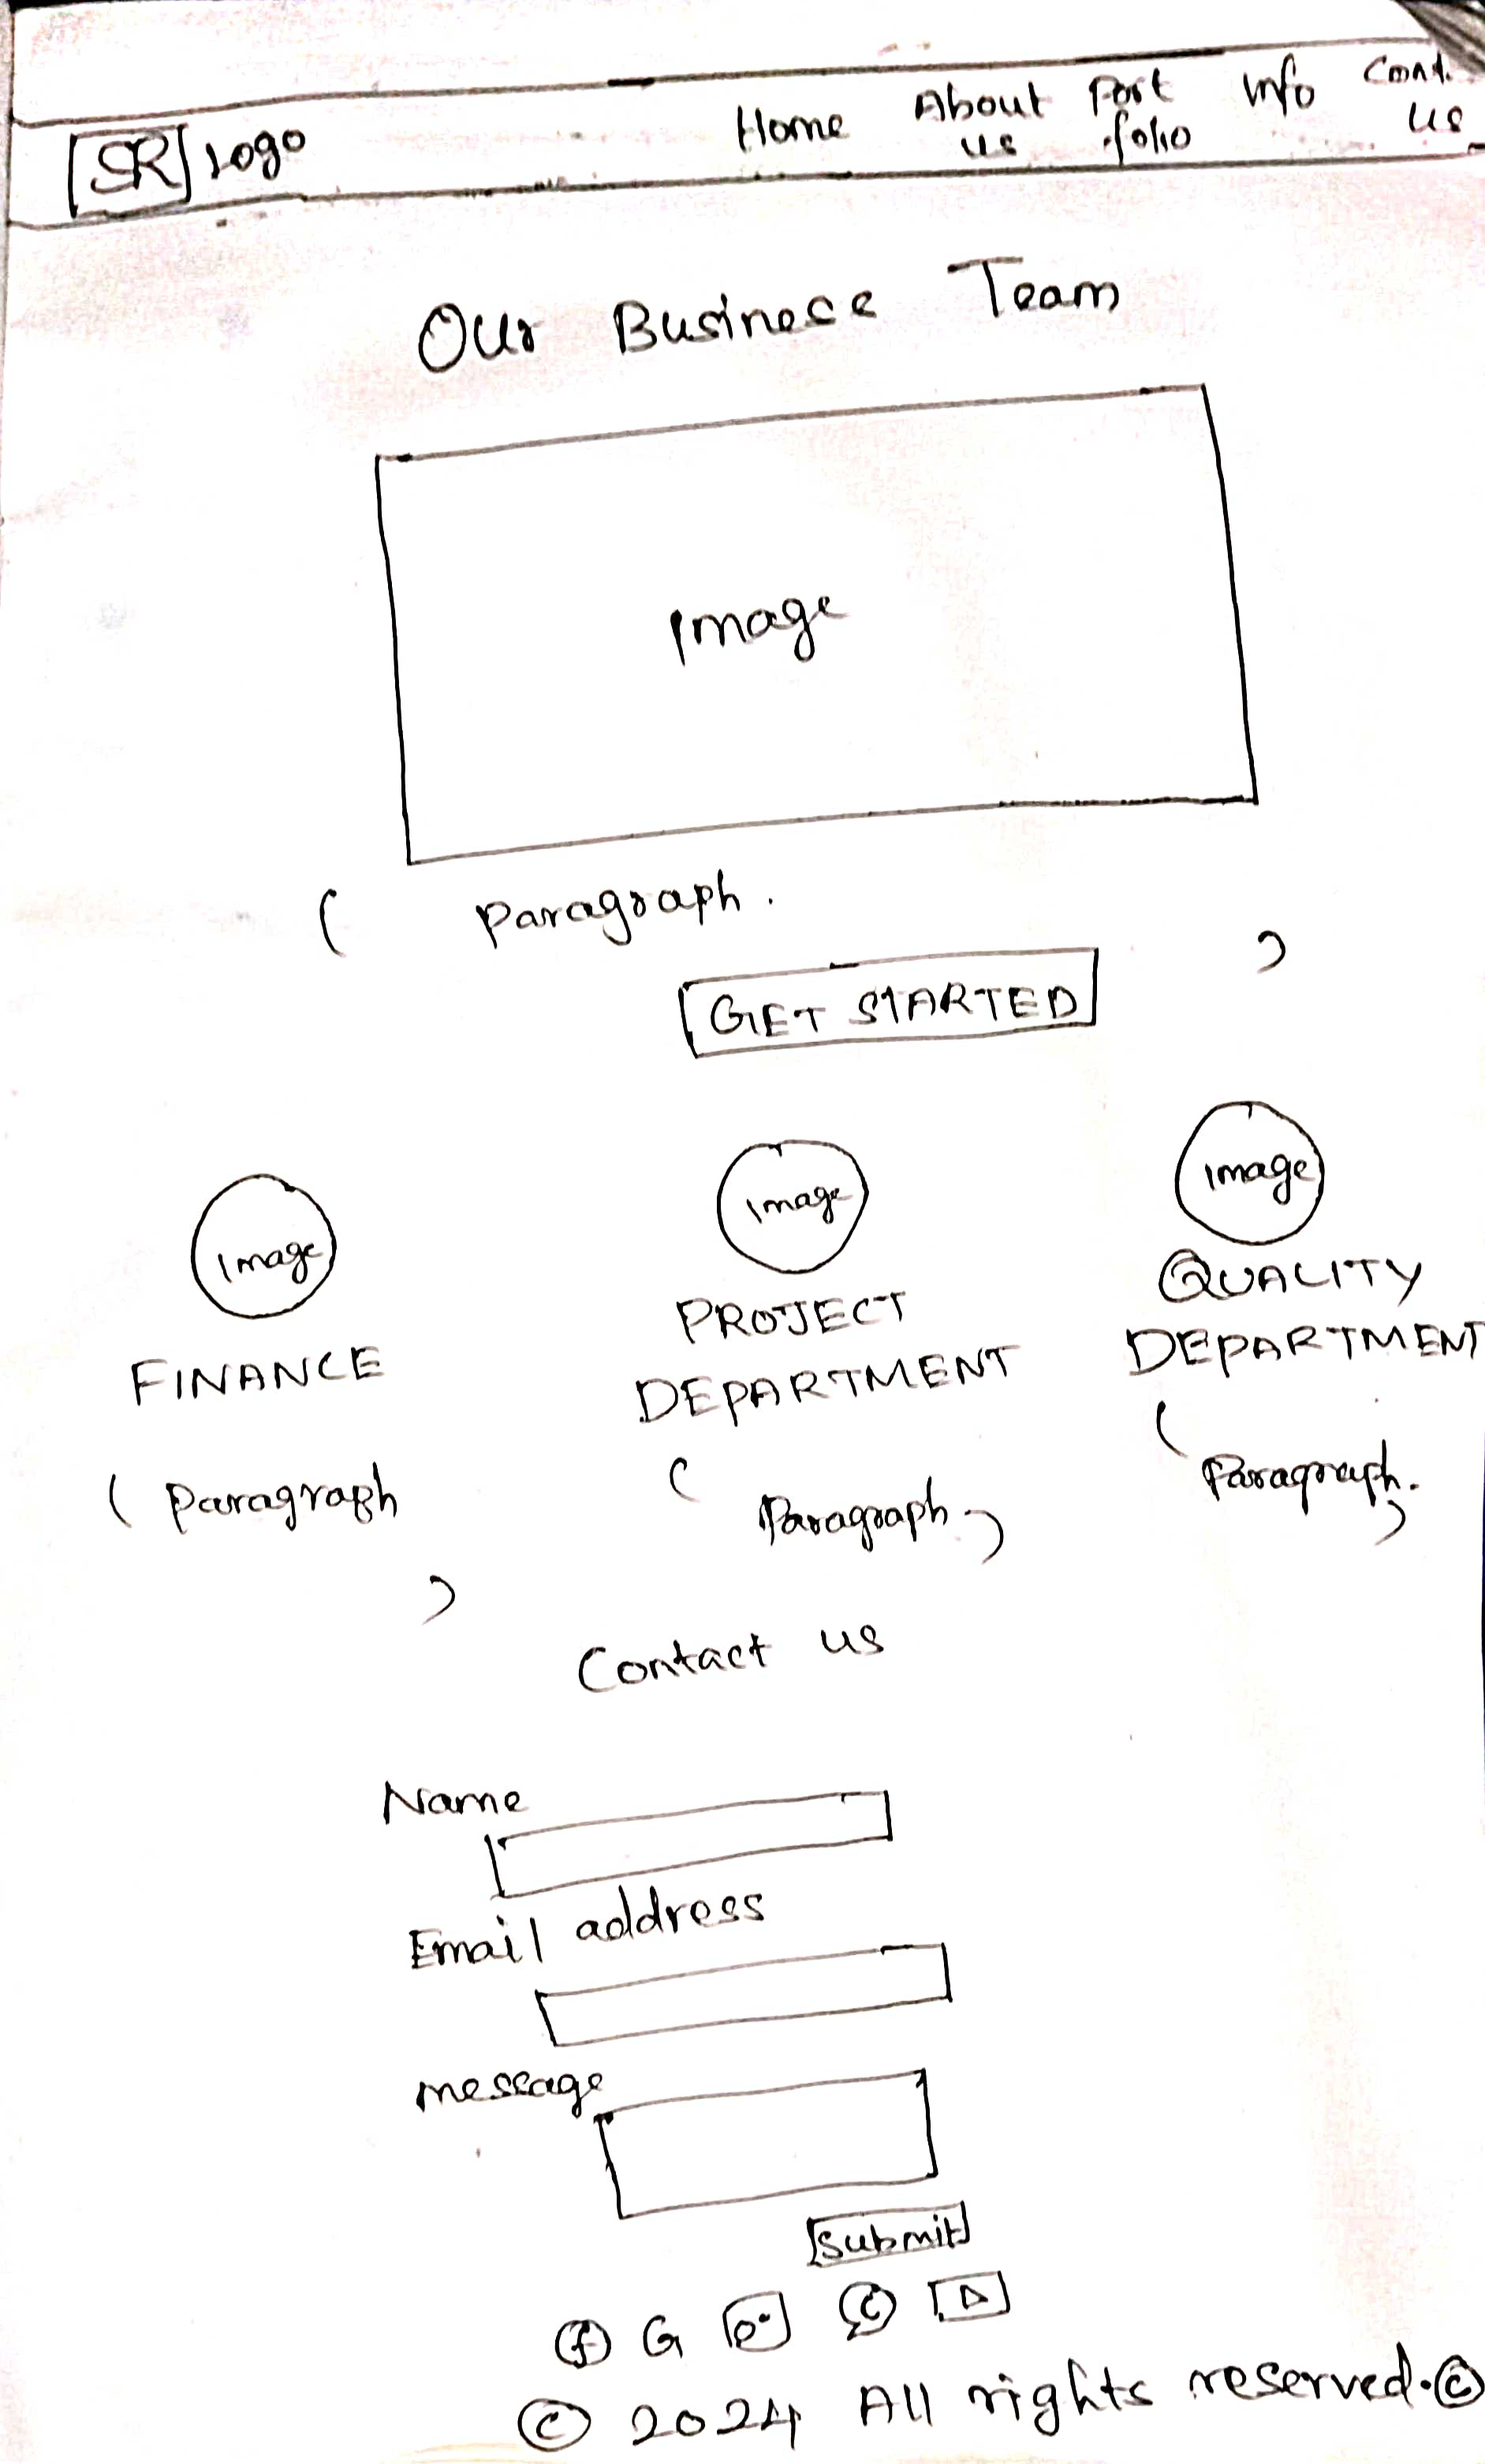 SR Logo Home About Port Info Cont.
us folio us
Our Business Team
Image
( Paragraph. )
GET STARTED
Image Image Image
FINANCE PROJECT DEPARTMENT QUALITY DEPARTMENT
( Paragraph ) ( Paragraph. ) ( Paragraph. )
Contact us
Name
Email address
message
Submit
f G
© 2024 All rights reserved. ©